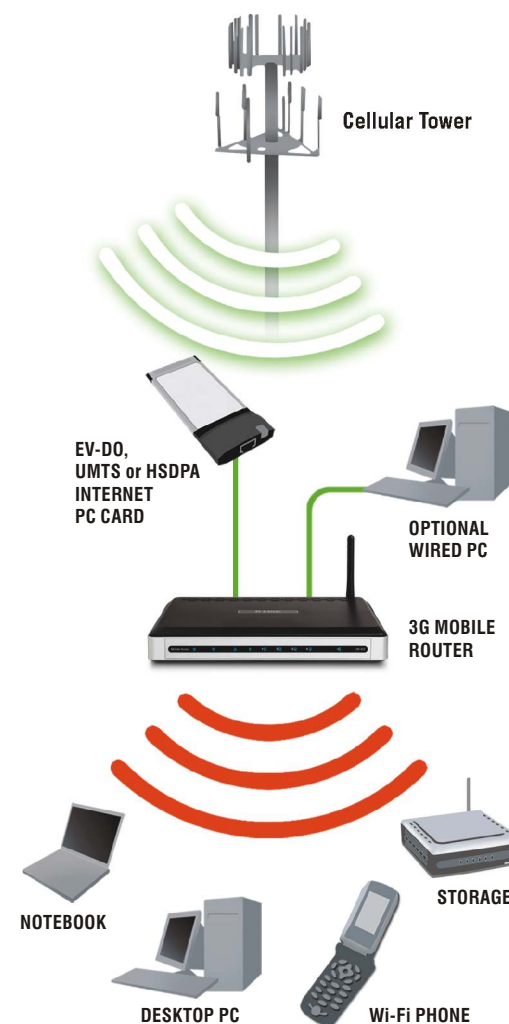 Cellular Tower
EV-DO,
UMTS or HSDPA
INTERNET
PC CARD
OPTIONAL
WIRED PC
3G MOBILE
ROUTER
NOTEBOOK
STORAGE
DESKTOP PC
Wi-Fi PHONE